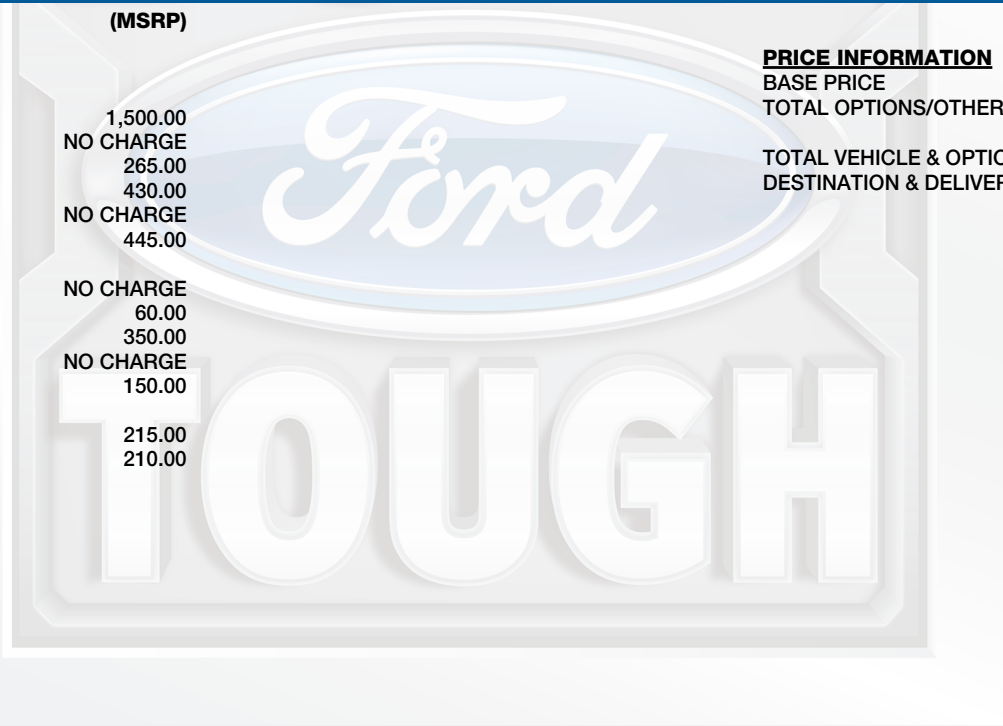 (MSRP)
1,500.00
NO CHARGE
265.00
430.00
NO CHARGE
445.00
NO CHARGE
60.00
350.00
NO CHARGE
150.00
215.00
210.00
PRICE INFORMATION
BASE PRICE
TOTAL OPTIONS/OTHER
TOTAL VEHICLE & OPTIO
DESTINATION & DELIVER
Ford
TOUGH